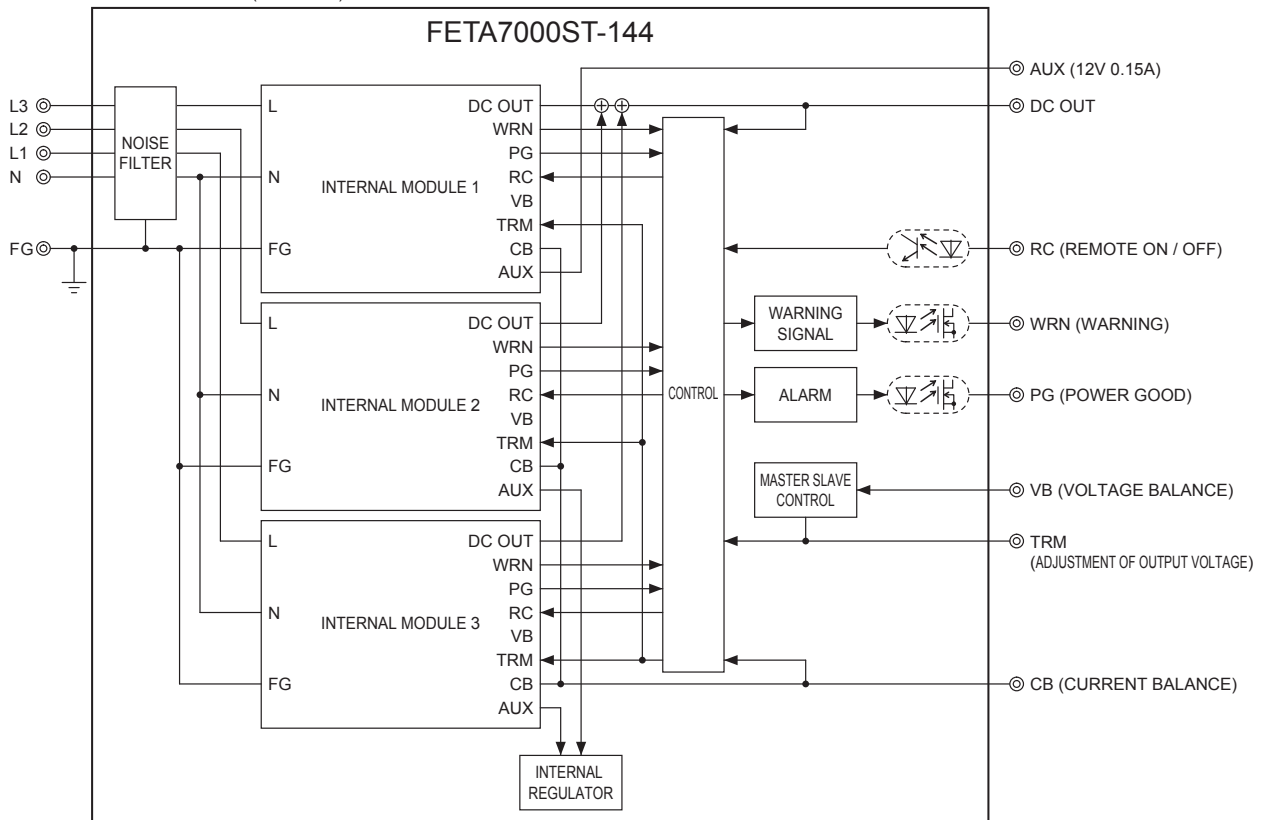 FETA7000ST-144
AUX (12V 0.15A)
L3
L DC OUT
DC OUT
L2
WRN
L1
NOISE
FILTER
PG
N
N
INTERNAL MODULE 1
RC
VB
TRM
FG
FG
CB
RC (REMOTE ON / OFF)
AUX
L DC OUT
WARNING
SIGNAL
WRN (WARNING)
WRN
PG
N
INTERNAL MODULE 2
RC
CONTROL
ALARM
PG (POWER GOOD)
VB
TRM
FG
CB
AUX
MASTER SLAVE
CONTROL
VB (VOLTAGE BALANCE)
L DC OUT
TRM
(ADJUSTMENT OF OUTPUT VOLTAGE)
WRN
PG
N
INTERNAL MODULE 3
RC
VB
TRM
FG
CB
CB (CURRENT BALANCE)
AUX
INTERNAL
REGULATOR